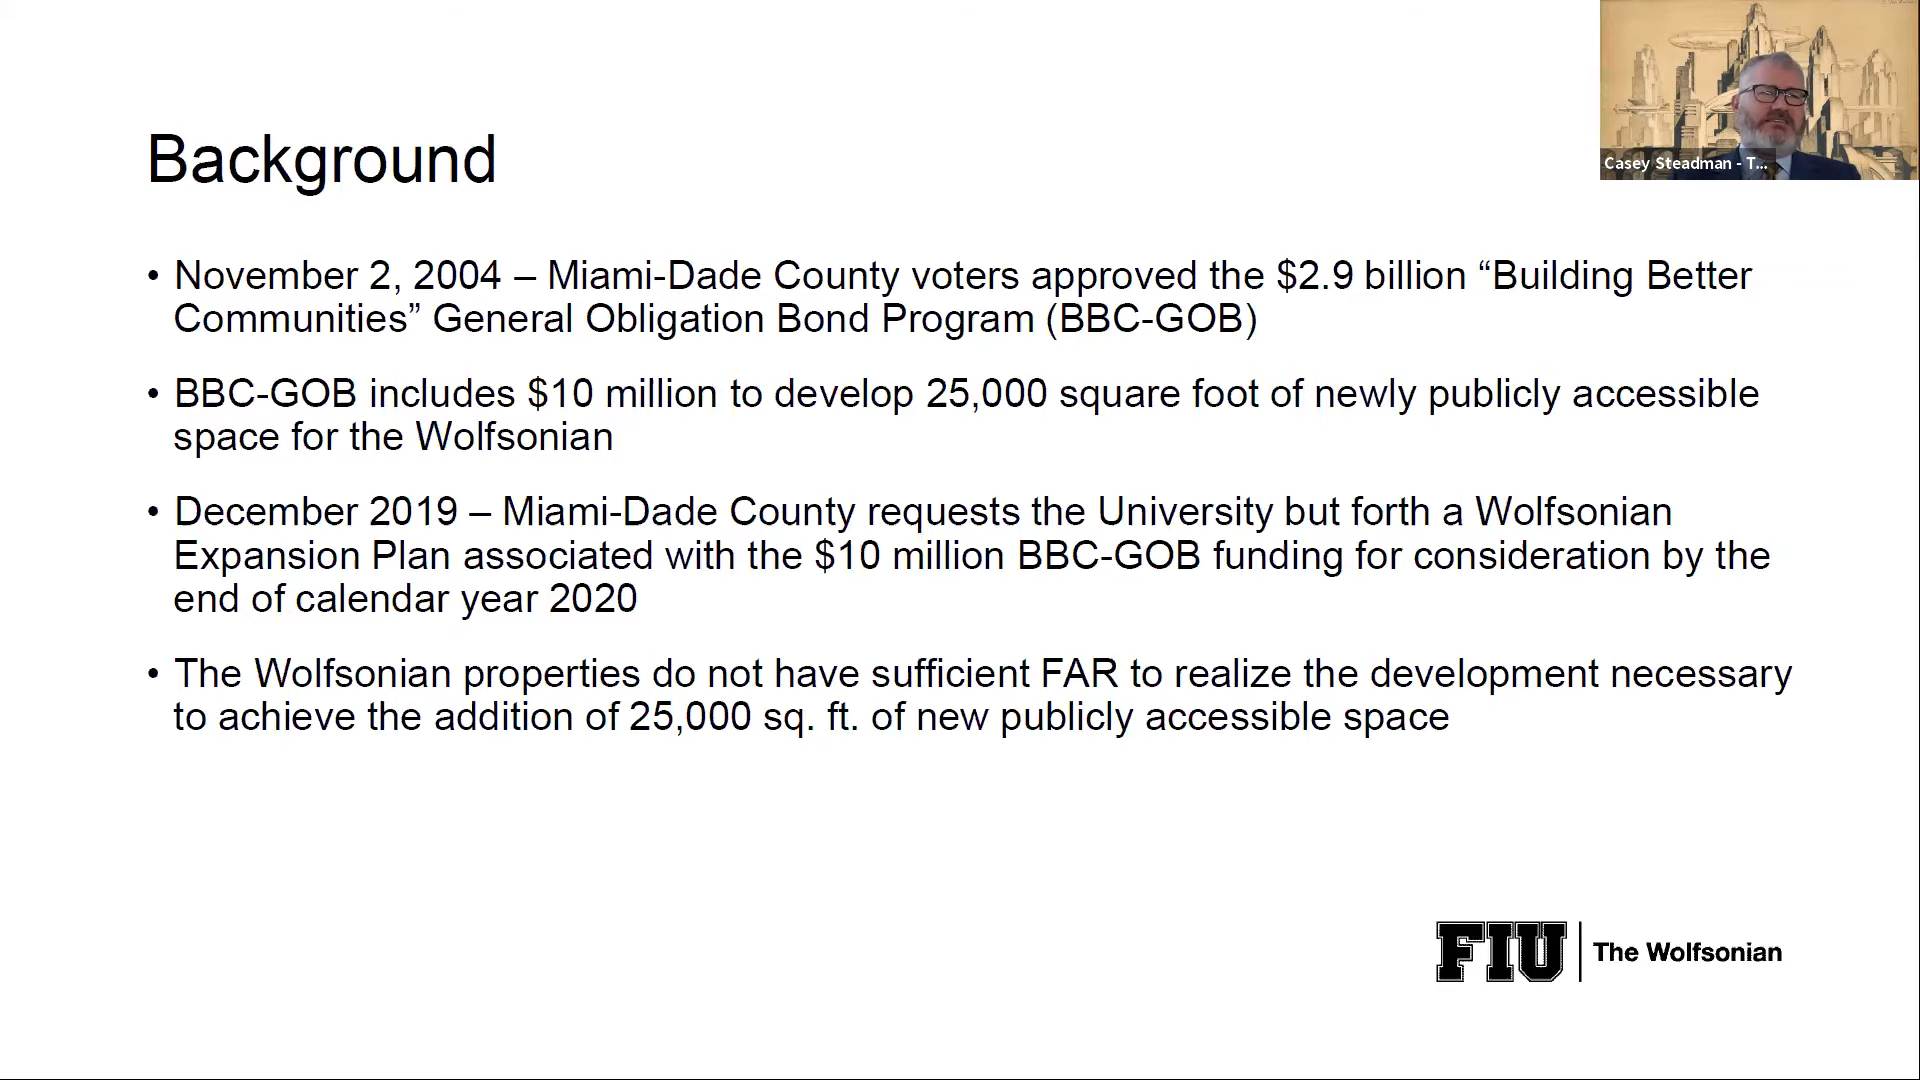 Casey Steadman - T...
Background
• November 2, 2004 – Miami-Dade County voters approved the $2.9 billion “Building Better
Communities” General Obligation Bond Program (BBC-GOB)
• BBC-GOB includes $10 million to develop 25,000 square foot of newly publicly accessible
space for the Wolfsonian
• December 2019 – Miami-Dade County requests the University but forth a Wolfsonian
Expansion Plan associated with the $10 million BBC-GOB funding for consideration by the
end of calendar year 2020
• The Wolfsonian properties do not have sufficient FAR to realize the development necessary
to achieve the addition of 25,000 sq. ft. of new publicly accessible space
FIU | The Wolfsonian